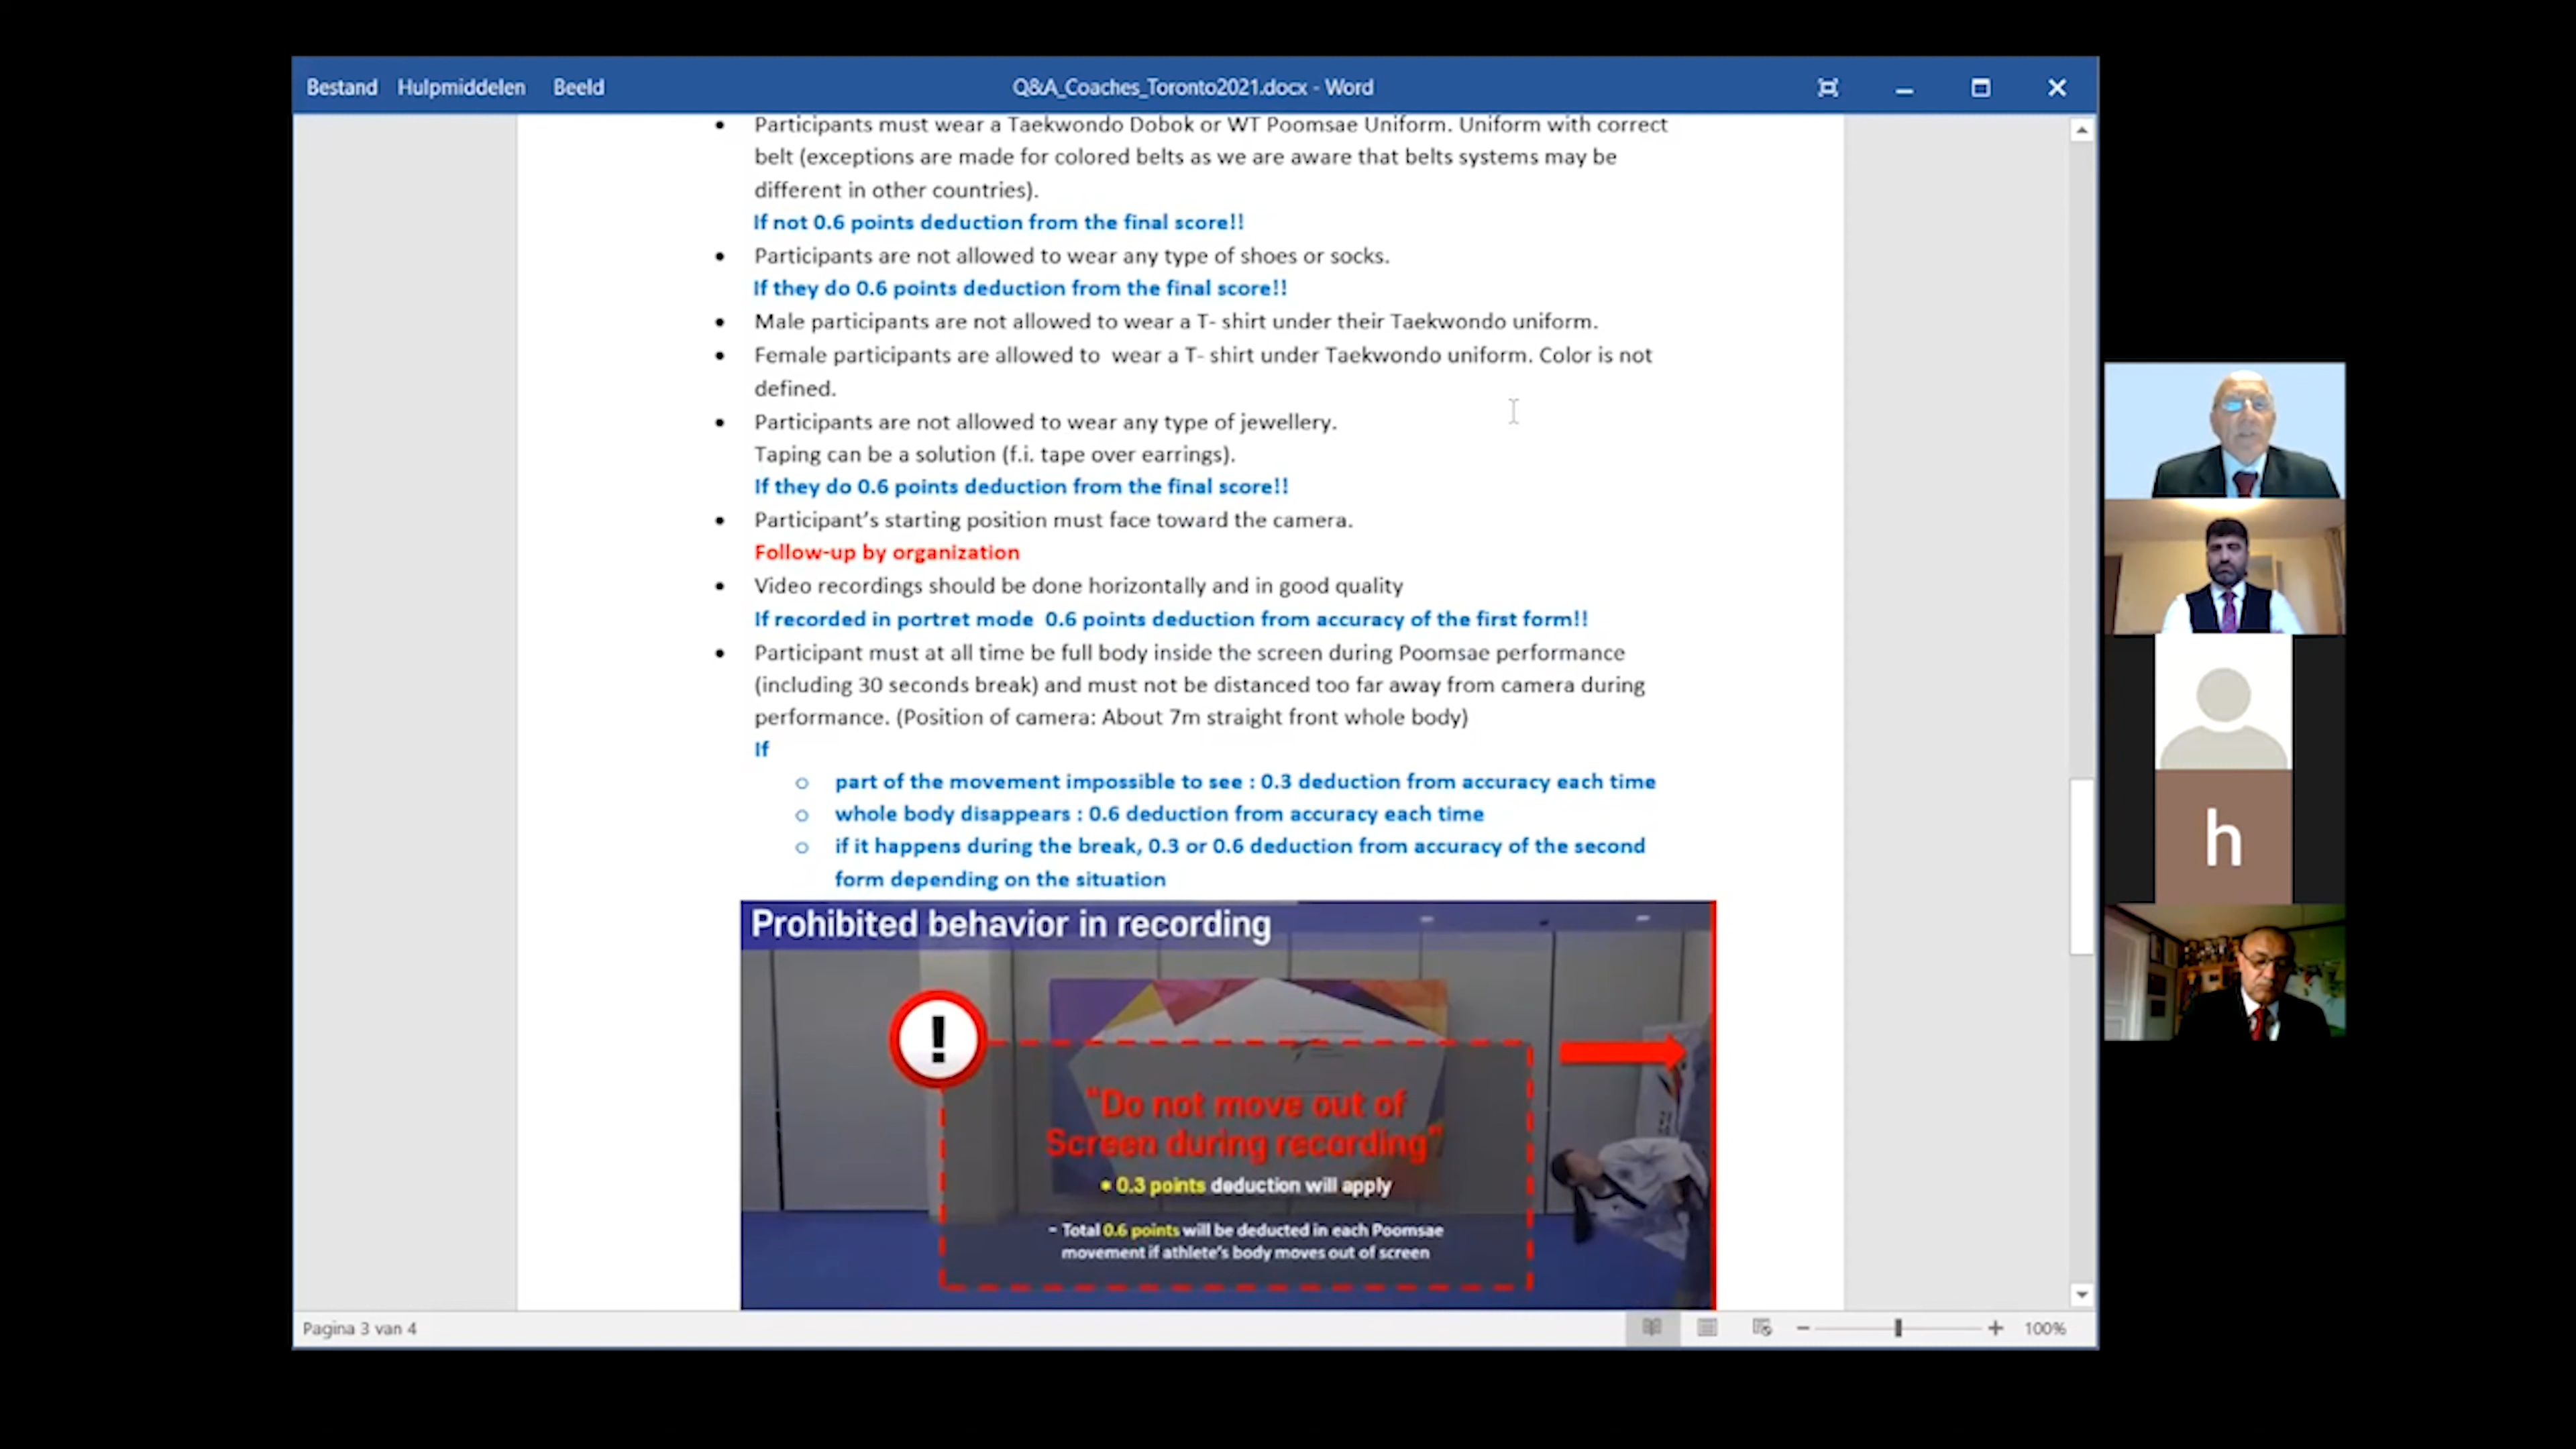 Bestand Hulpmiddelen Beeld Q&A_Coaches_Toronto2021.docx - Word
• Participants must wear a Taekwondo Dobok or WT Poomsae Uniform. Uniform with correct
belt (exceptions are made for colored belts as we are aware that belts systems may be
different in other countries).
If not 0.6 points deduction from the final score!!
• Participants are not allowed to wear any type of shoes or socks.
If they do 0.6 points deduction from the final score!!
• Male participants are not allowed to wear a T- shirt under their Taekwondo uniform.
• Female participants are allowed to wear a T- shirt under Taekwondo uniform. Color is not
defined.
• Participants are not allowed to wear any type of jewellery.
Taping can be a solution (f.i. tape over earrings).
If they do 0.6 points deduction from the final score!!
• Participant's starting position must face toward the camera.
Follow-up by organization
• Video recordings should be done horizontally and in good quality
If recorded in portret mode 0.6 points deduction from accuracy of the first form!!
• Participant must at all time be full body inside the screen during Poomsae performance
(including 30 seconds break) and must not be distanced too far away from camera during
performance. (Position of camera: About 7m straight front whole body)
If
o part of the movement impossible to see : 0.3 deduction from accuracy each time
o whole body disappears : 0.6 deduction from accuracy each time
o if it happens during the break, 0.3 or 0.6 deduction from accuracy of the second
form depending on the situation
Prohibited behavior in recording
!
"Do not move out of
Screen during recording"
• 0.3 points deduction will apply
- Total 0.6 points will be deducted in each Poomsae
movement if athlete's body moves out of screen
Pagina 3 van 4
100%
h